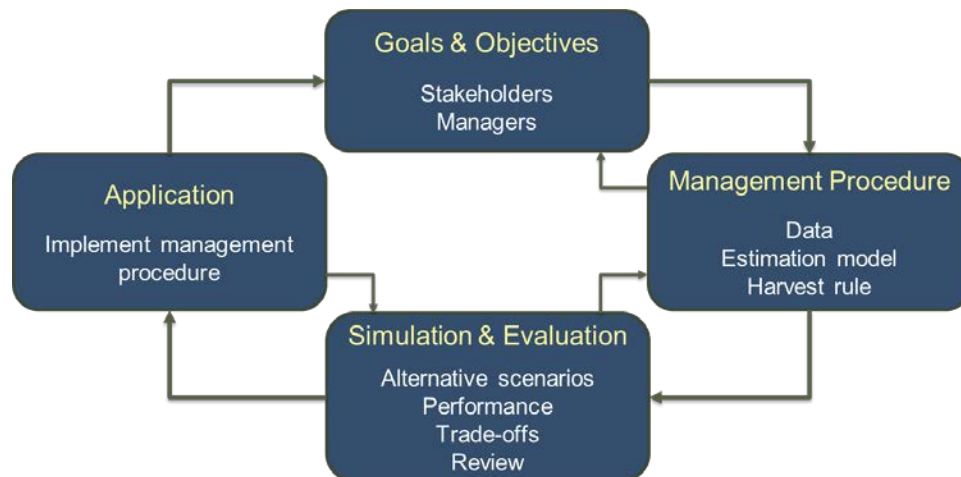 Goals & Objectives
Stakeholders
Managers
Management Procedure
Data
Estimation model
Harvest rule
Simulation & Evaluation
Alternative scenarios
Performance
Trade-offs
Review
Application
Implement management
procedure